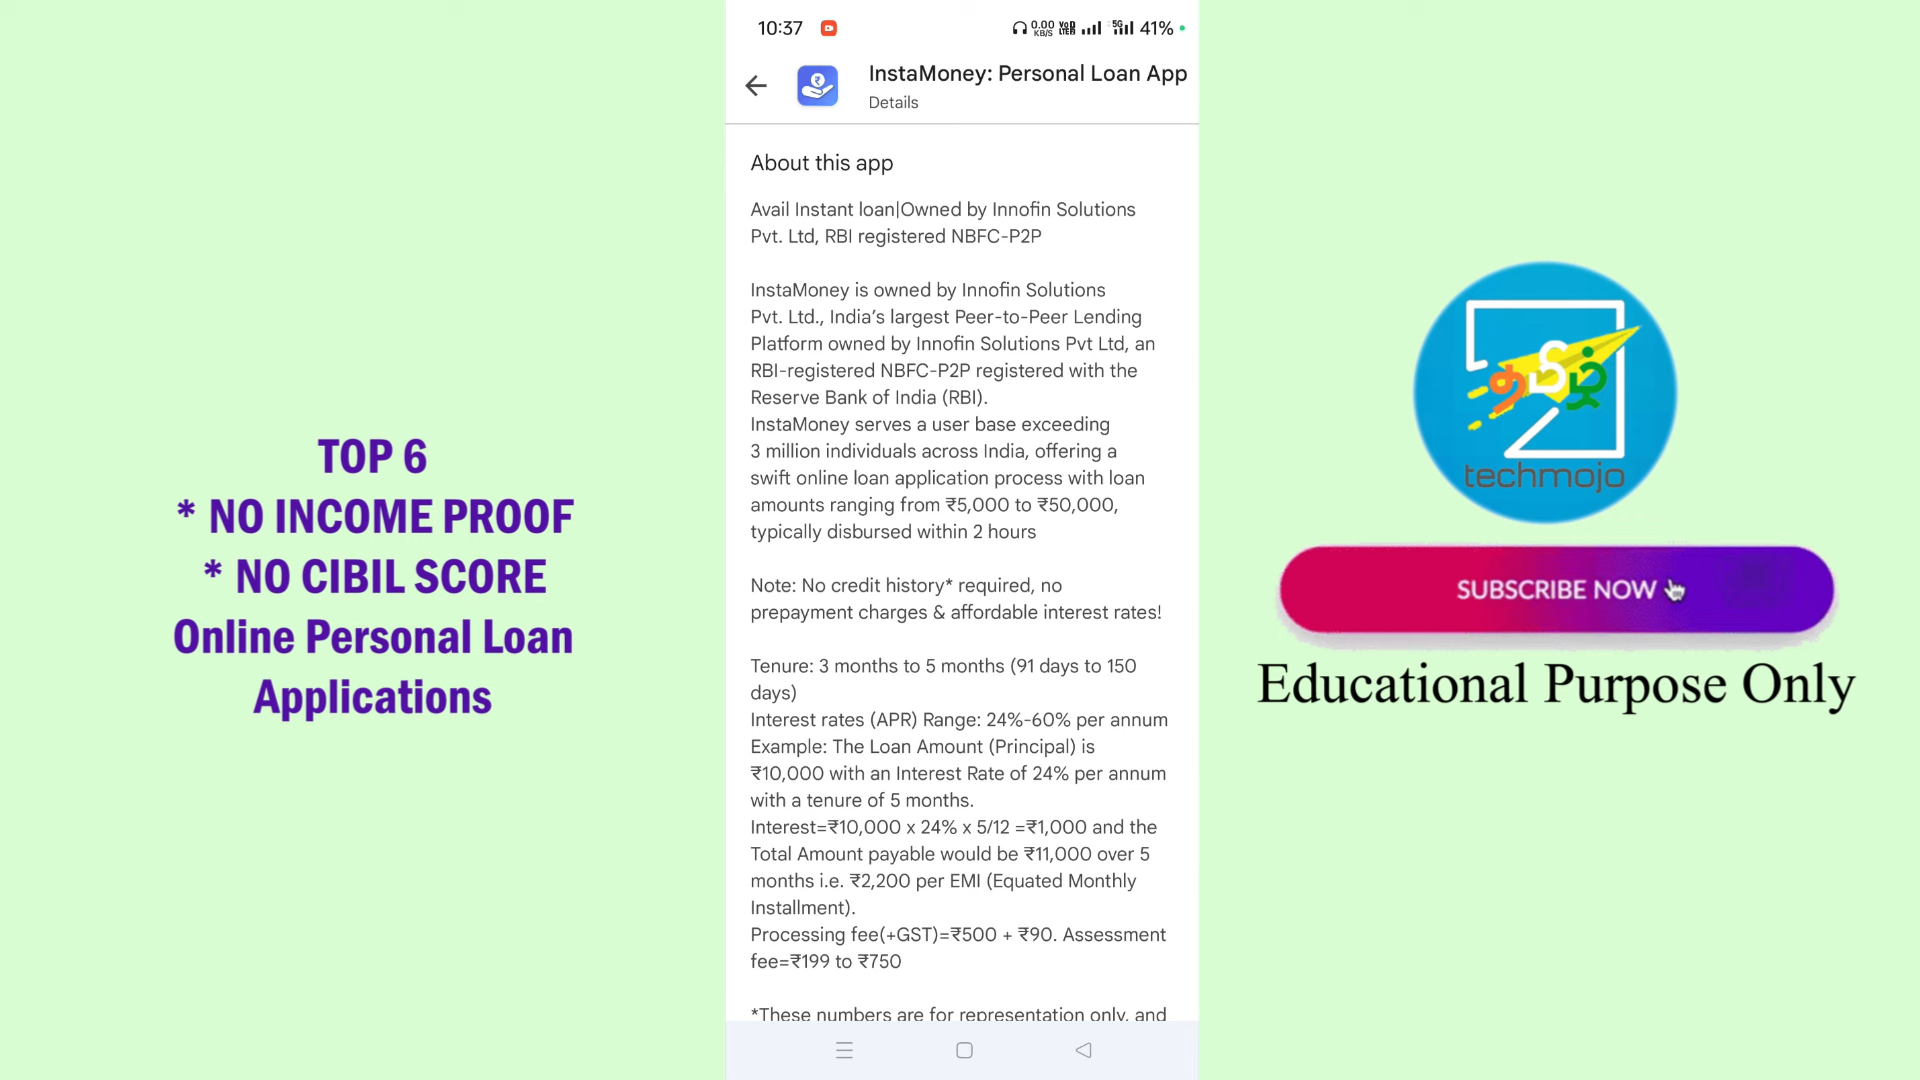 10:37
0.00 KB/S VoD LTE 5G 41%
InstaMoney: Personal Loan App
Details
About this app
Avail Instant loan|Owned by Innofin Solutions
Pvt. Ltd, RBI registered NBFC-P2P
InstaMoney is owned by Innofin Solutions
Pvt. Ltd., India’s largest Peer-to-Peer Lending
Platform owned by Innofin Solutions Pvt Ltd, an
RBI-registered NBFC-P2P registered with the
Reserve Bank of India (RBI).
InstaMoney serves a user base exceeding
3 million individuals across India, offering a
swift online loan application process with loan
amounts ranging from ₹5,000 to ₹50,000,
typically disbursed within 2 hours
Note: No credit history* required, no
prepayment charges & affordable interest rates!
Tenure: 3 months to 5 months (91 days to 150
days)
Interest rates (APR) Range: 24%-60% per annum
Example: The Loan Amount (Principal) is
₹10,000 with an Interest Rate of 24% per annum
with a tenure of 5 months.
Interest=₹10,000 x 24% x 5/12 =₹1,000 and the
Total Amount payable would be ₹11,000 over 5
months i.e. ₹2,200 per EMI (Equated Monthly
Installment).
Processing fee(+GST)=₹500 + ₹90. Assessment
fee=₹199 to ₹750
*These numbers are for representation only, and
TOP 6
* NO INCOME PROOF
* NO CIBIL SCORE
Online Personal Loan
Applications
தமிழ்
techmojo
SUBSCRIBE NOW
Educational Purpose Only